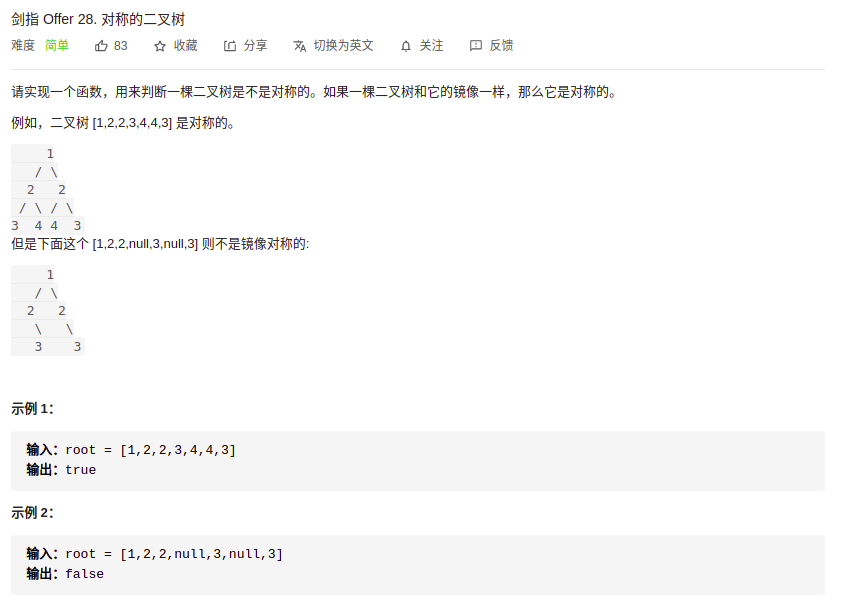 剑指 Offer 28. 对称的二叉树
难度 简单 83 收藏 分享 切换为英文 关注 反馈
请实现一个函数，用来判断一棵二叉树是不是对称的。如果一棵二叉树和它的镜像一样，那么它是对称的。
例如，二叉树 [1,2,2,3,4,4,3] 是对称的。
1
/ \
2 2
/ \ / \
3 4 4 3
但是下面这个 [1,2,2,null,3,null,3] 则不是镜像对称的:
1
/ \
2 2
\ \
3 3
示例 1：
输入：root = [1,2,2,3,4,4,3]
输出：true
示例 2：
输入：root = [1,2,2,null,3,null,3]
输出：false